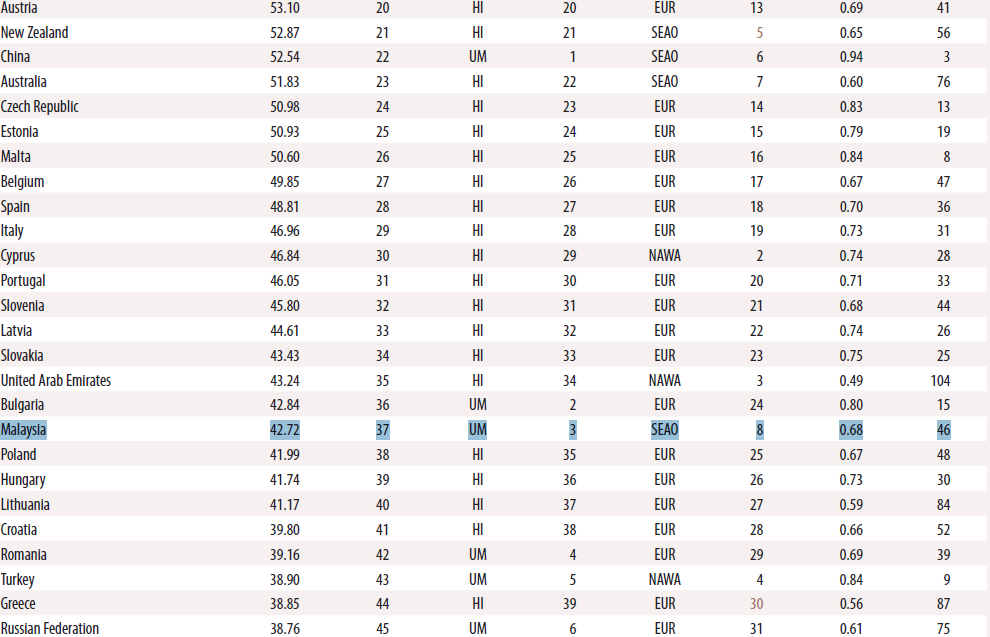 Austria 53.10 20 HI 20 EUR 13 0.69 41
New Zealand 52.87 21 HI 21 SEAO 5 0.65 56
China 52.54 22 UM 1 SEAO 6 0.94 3
Australia 51.83 23 HI 22 SEAO 7 0.60 76
Czech Republic 50.98 24 HI 23 EUR 14 0.83 13
Estonia 50.93 25 HI 24 EUR 15 0.79 19
Malta 50.60 26 HI 25 EUR 16 0.84 8
Belgium 49.85 27 HI 26 EUR 17 0.67 47
Spain 48.81 28 HI 27 EUR 18 0.70 36
Italy 46.96 29 HI 28 EUR 19 0.73 31
Cyprus 46.84 30 HI 29 NAWA 2 0.74 28
Portugal 46.05 31 HI 30 EUR 20 0.71 33
Slovenia 45.80 32 HI 31 EUR 21 0.68 44
Latvia 44.61 33 HI 32 EUR 22 0.74 26
Slovakia 43.43 34 HI 33 EUR 23 0.75 25
United Arab Emirates 43.24 35 HI 34 NAWA 3 0.49 104
Bulgaria 42.84 36 UM 2 EUR 24 0.80 15
Malaysia 42.72 37 UM 3 SEAO 8 0.68 46
Poland 41.99 38 HI 35 EUR 25 0.67 48
Hungary 41.74 39 HI 36 EUR 26 0.73 30
Lithuania 41.17 40 HI 37 EUR 27 0.59 84
Croatia 39.80 41 HI 38 EUR 28 0.66 52
Romania 39.16 42 UM 4 EUR 29 0.69 39
Turkey 38.90 43 UM 5 NAWA 4 0.84 9
Greece 38.85 44 HI 39 EUR 30 0.56 87
Russian Federation 38.76 45 UM 6 EUR 31 0.61 75